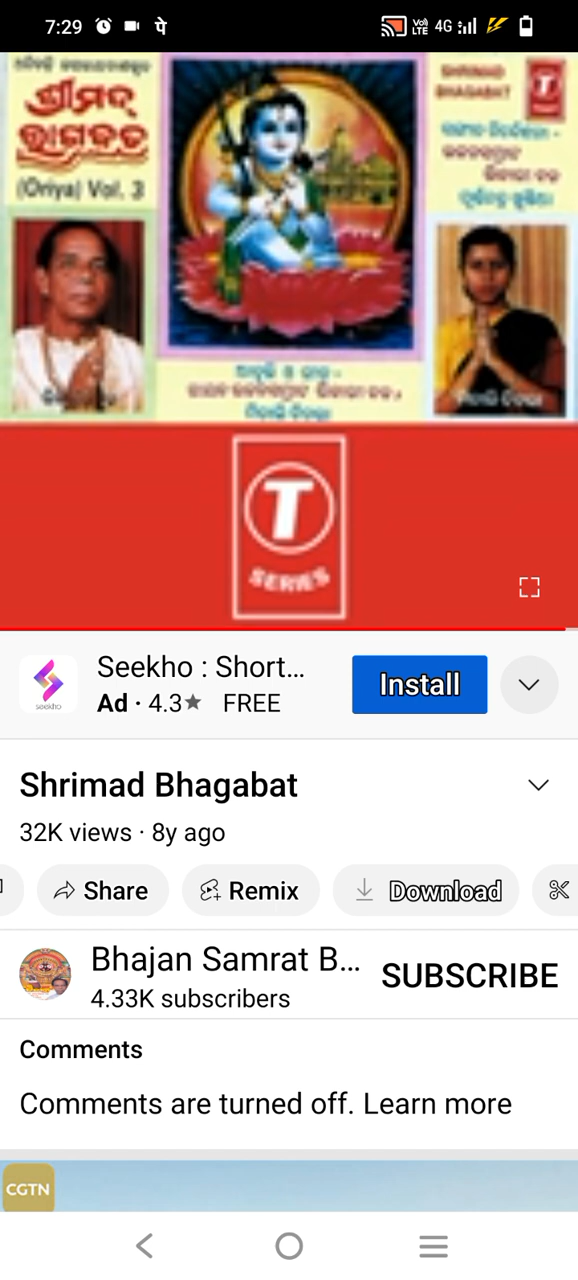 7:29 पे Vo) LTE 4G
ଶ୍ରୀମଦ୍
ଭାଗବତ
(Oriya) Vol. 3
SHRIMAD
BHAGABAT
T
T
SERIES
seekho
Seekho : Short...
Ad · 4.3★ FREE
Install
Shrimad Bhagabat
32K views · 8y ago
Share
Remix
Download
Bhajan Samrat B...
4.33K subscribers
SUBSCRIBE
Comments
Comments are turned off. Learn more
CGTN